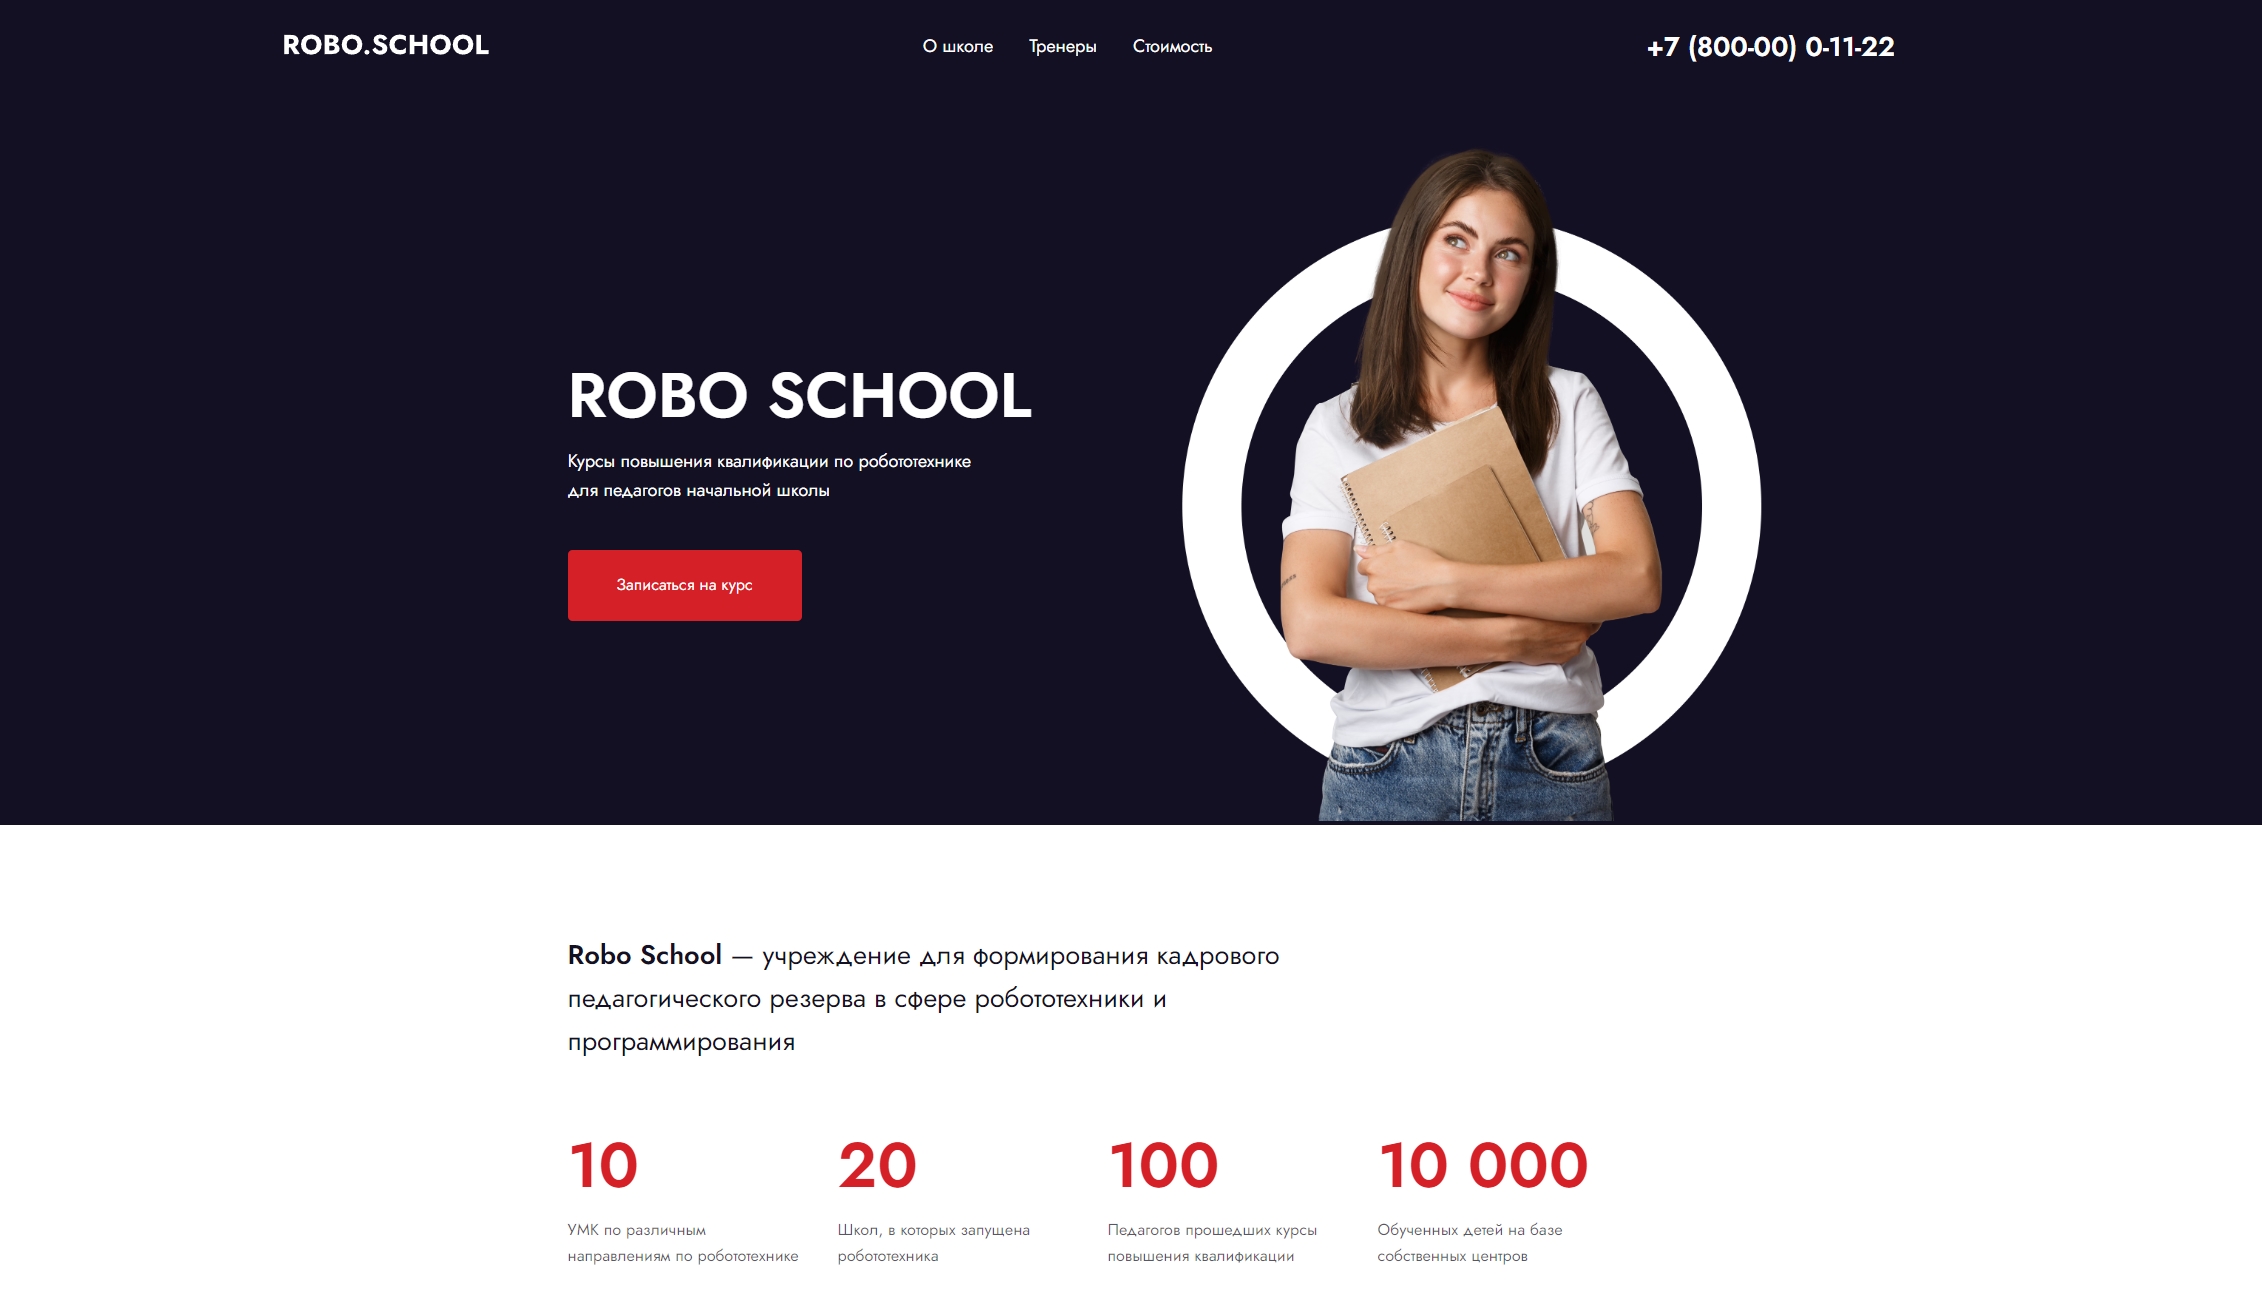 ROBO.SCHOOL
О школе
Тренеры
Стоимость
+7 (800-00) 0-11-22
ROBO SCHOOL
Курсы повышения квалификации по робототехнике
для педагогов начальной школы
Записаться на курс
Robo School — учреждение для формирования кадрового
педагогического резерва в сфере робототехники и
программирования
10
УМК по различным
направлениям по робототехнике
20
Школ, в которых запущена
робототехника
100
Педагогов прошедших курсы
повышения квалификации
10 000
Обученных детей на базе
собственных центров